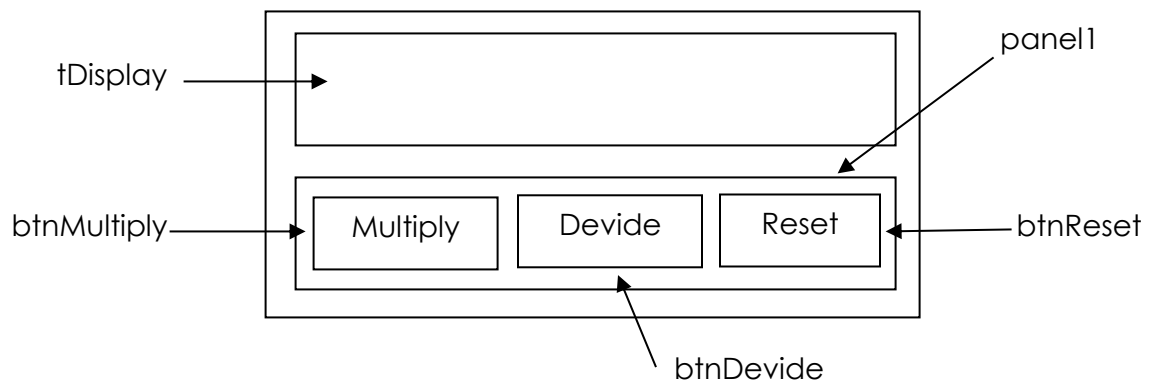 panel1
tDisplay
btnMultiply
Multiply
Devide
Reset
btnReset
btnDevide